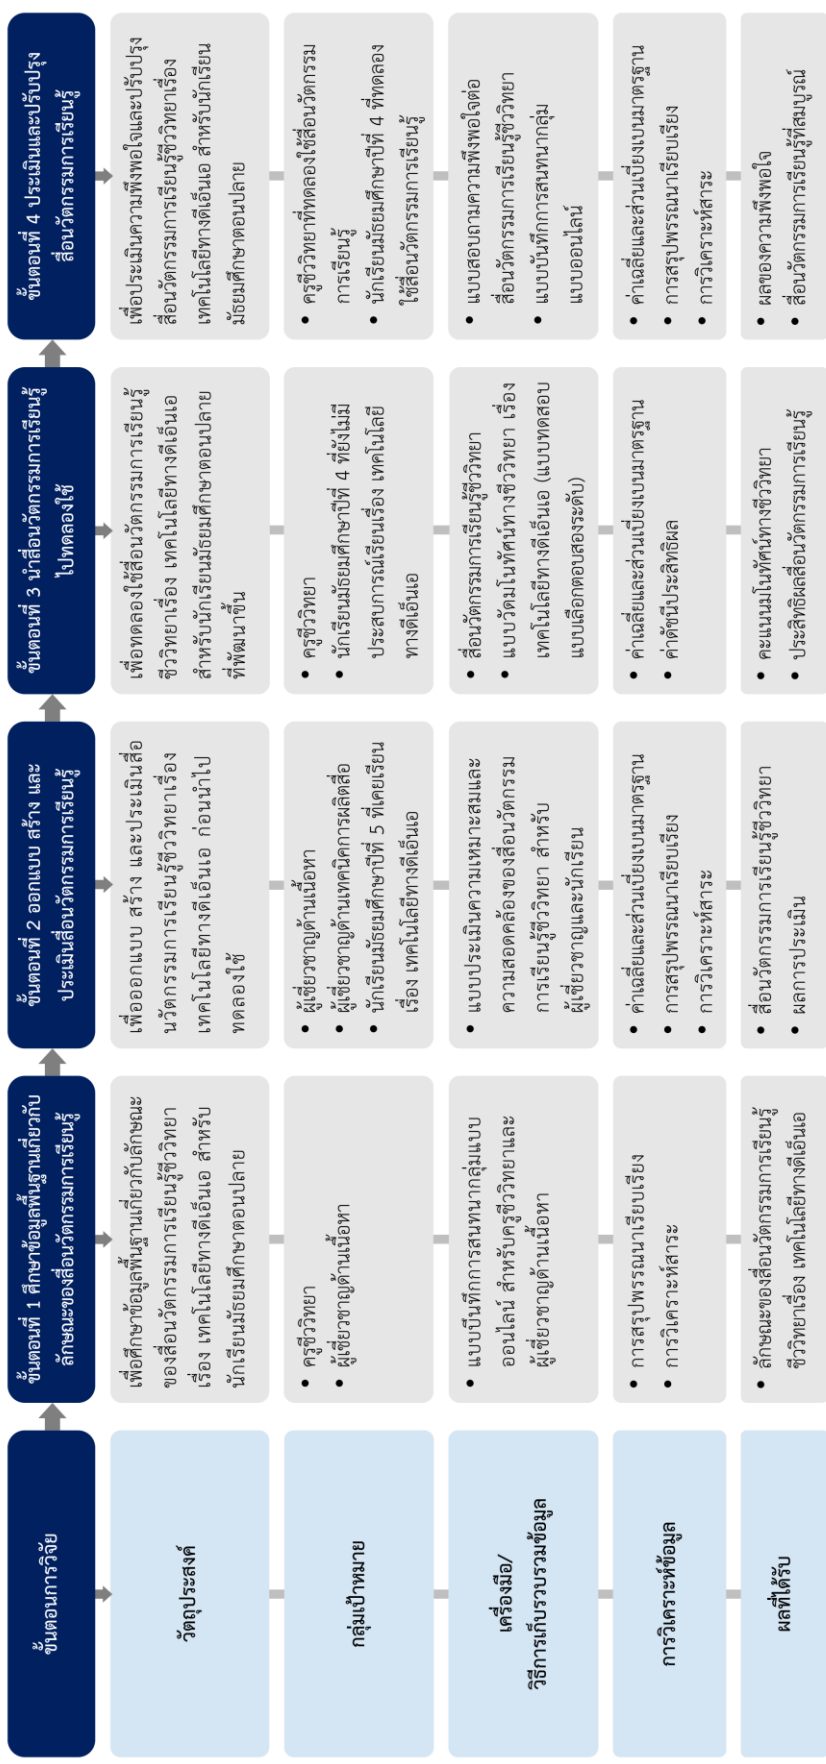 ขั้นตอนการวิจัย
ขั้นตอนที่ 1 ศึกษาข้อมูลพื้นฐานเกี่ยวกับ
ลักษณะของสื่อนวัตกรรมการเรียนรู้
ขั้นตอนที่ 2 ออกแบบ สร้าง และ
ประเมินสื่อนวัตกรรมการเรียนรู้
ขั้นตอนที่ 3 นำสื่อนวัตกรรมการเรียนรู้
ไปทดลองใช้
ขั้นตอนที่ 4 ประเมินและปรับปรุง
สื่อนวัตกรรมการเรียนรู้
วัตถุประสงค์
เพื่อศึกษาข้อมูลพื้นฐานเกี่ยวกับลักษณะ
ของสื่อนวัตกรรมการเรียนรู้ชีววิทยา
เรื่อง เทคโนโลยีทางดีเอ็นเอ สำหรับ
นักเรียนมัธยมศึกษาตอนปลาย
เพื่อออกแบบ สร้าง และประเมินสื่อ
นวัตกรรมการเรียนรู้ชีววิทยาเรื่อง
เทคโนโลยีทางดีเอ็นเอ ก่อนนำไป
ทดลองใช้
เพื่อทดลองใช้สื่อนวัตกรรมการเรียนรู้
ชีววิทยาเรื่อง เทคโนโลยีทางดีเอ็นเอ
สำหรับนักเรียนมัธยมศึกษาตอนปลาย
ที่พัฒนาขึ้น
เพื่อประเมินความพึงพอใจและปรับปรุง
สื่อนวัตกรรมการเรียนรู้ชีววิทยาเรื่อง
เทคโนโลยีทางดีเอ็นเอ สำหรับนักเรียน
มัธยมศึกษาตอนปลาย
กลุ่มเป้าหมาย
• ครูชีววิทยา
• ผู้เชี่ยวชาญด้านเนื้อหา
• ผู้เชี่ยวชาญด้านเนื้อหา
• ผู้เชี่ยวชาญด้านเทคนิคการผลิตสื่อ
• นักเรียนมัธยมศึกษาปีที่ 5 ที่เคยเรียน
เรื่อง เทคโนโลยีทางดีเอ็นเอ
• ครูชีววิทยา
• นักเรียนมัธยมศึกษาปีที่ 4 ที่ยังไม่มี
ประสบการณ์เรียนเรื่อง เทคโนโลยี
ทางดีเอ็นเอ
• ครูชีววิทยาที่ทดลองใช้สื่อนวัตกรรม
การเรียนรู้
• นักเรียนมัธยมศึกษาปีที่ 4 ที่ทดลอง
ใช้สื่อนวัตกรรมการเรียนรู้
เครื่องมือ/
วิธีการเก็บรวบรวมข้อมูล
• แบบบันทึกการสนทนากลุ่มแบบ
ออนไลน์ สำหรับครูชีววิทยาและ
ผู้เชี่ยวชาญด้านเนื้อหา
• แบบประเมินความเหมาะสมและ
ความสอดคล้องของสื่อนวัตกรรม
การเรียนรู้ชีววิทยา สำหรับ
ผู้เชี่ยวชาญและนักเรียน
• สื่อนวัตกรรมการเรียนรู้ชีววิทยา
• แบบวัดมโนทัศน์ทางชีววิทยา เรื่อง
เทคโนโลยีทางดีเอ็นเอ (แบบทดสอบ
แบบเลือกตอบสองระดับ)
• แบบสอบถามความพึงพอใจต่อ
สื่อนวัตกรรมการเรียนรู้ชีววิทยา
• แบบบันทึกการสนทนากลุ่ม
แบบออนไลน์
การวิเคราะห์ข้อมูล
• การสรุปพรรณนาเรียบเรียง
• การวิเคราะห์สาระ
• ค่าเฉลี่ยและส่วนเบี่ยงเบนมาตรฐาน
• การสรุปพรรณนาเรียบเรียง
• การวิเคราะห์สาระ
• ค่าเฉลี่ยและส่วนเบี่ยงเบนมาตรฐาน
• ค่าดัชนีประสิทธิผล
• ค่าเฉลี่ยและส่วนเบี่ยงเบนมาตรฐาน
• การสรุปพรรณนาเรียบเรียง
• การวิเคราะห์สาระ
ผลที่ได้รับ
• ลักษณะของสื่อนวัตกรรมการเรียนรู้
ชีววิทยาเรื่อง เทคโนโลยีทางดีเอ็นเอ
• สื่อนวัตกรรมการเรียนรู้ชีววิทยา
• ผลการประเมิน
• คะแนนมโนทัศน์ทางชีววิทยา
• ประสิทธิผลสื่อนวัตกรรมการเรียนรู้
• ผลของความพึงพอใจ
• สื่อนวัตกรรมการเรียนรู้ที่สมบูรณ์